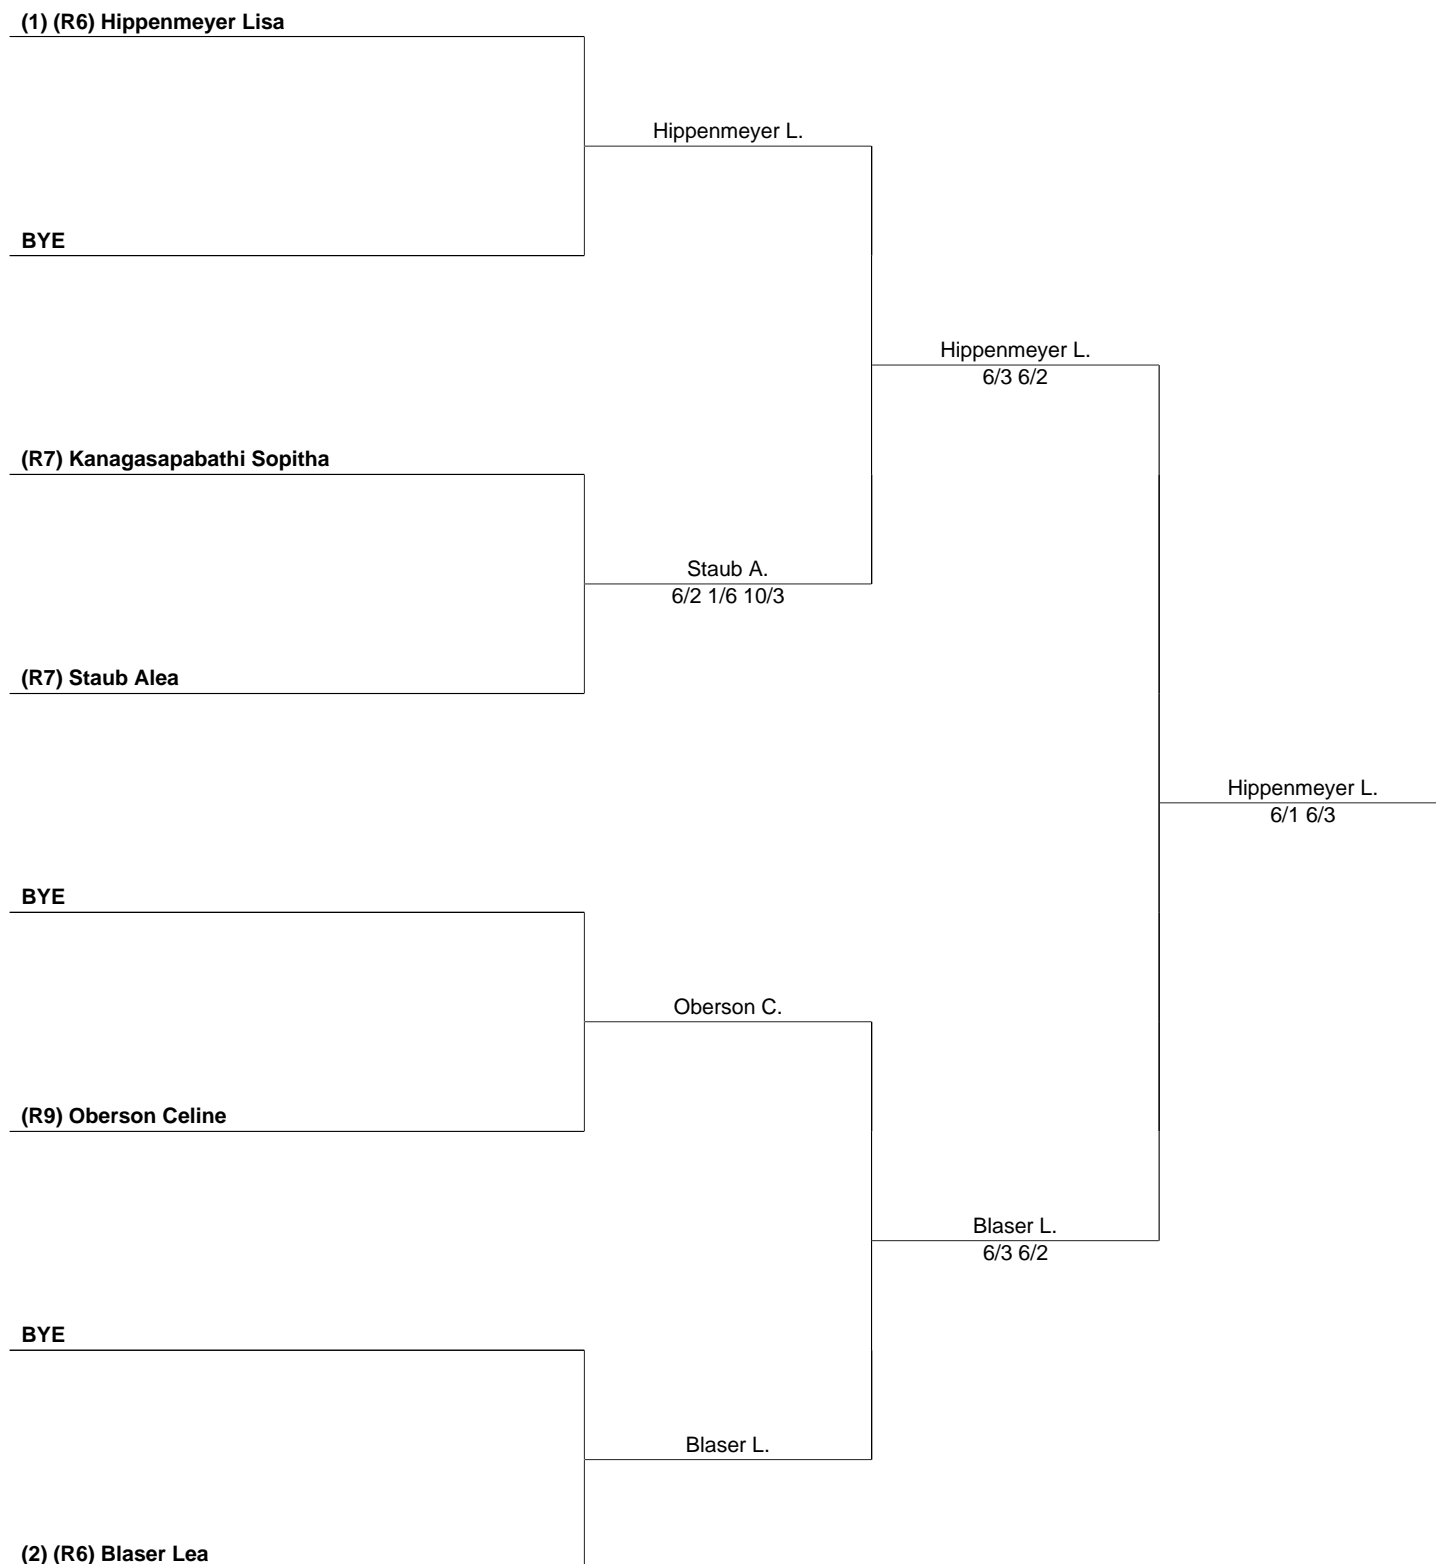 (1) (R6) Hippenmeyer Lisa
Hippenmeyer L.
BYE
Hippenmeyer L.
6/3 6/2
(R7) Kanagasapabathi Sopitha
Staub A.
6/2 1/6 10/3
(R7) Staub Alea
Hippenmeyer L.
6/1 6/3
BYE
Oberson C.
(R9) Oberson Celine
Blaser L.
6/3 6/2
BYE
Blaser L.
(2) (R6) Blaser Lea